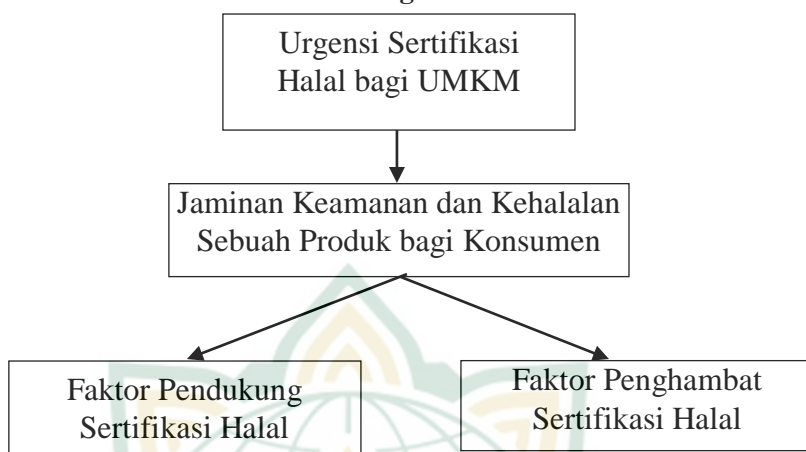 Urgensi Sertifikasi
Halal bagi UMKM
Jaminan Keamanan dan Kehalalan
Sebuah Produk bagi Konsumen
Faktor Pendukung
Sertifikasi Halal
Faktor Penghambat
Sertifikasi Halal